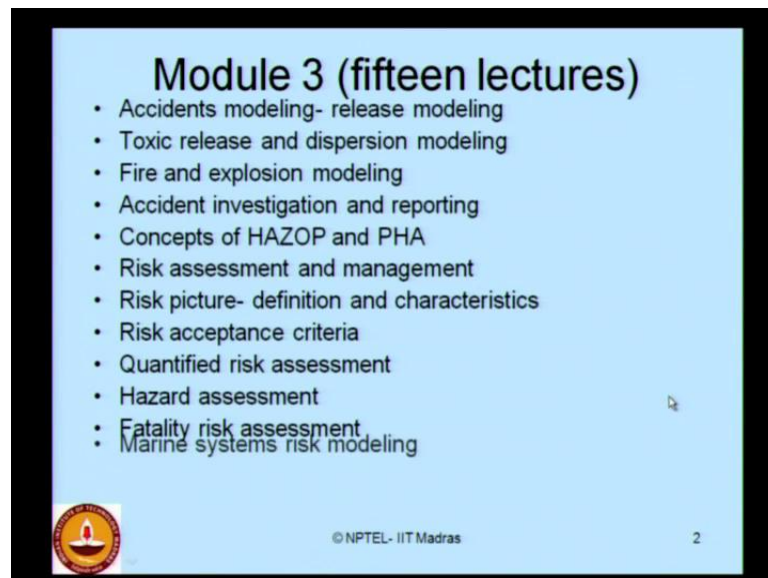 Module 3 (fifteen lectures)
• Accidents modeling- release modeling
• Toxic release and dispersion modeling
• Fire and explosion modeling
• Accident investigation and reporting
• Concepts of HAZOP and PHA
• Risk assessment and management
• Risk picture- definition and characteristics
• Risk acceptance criteria
• Quantified risk assessment
• Hazard assessment
• Fatality risk assessment
• Marine systems risk modeling
© NPTEL- IIT Madras
2